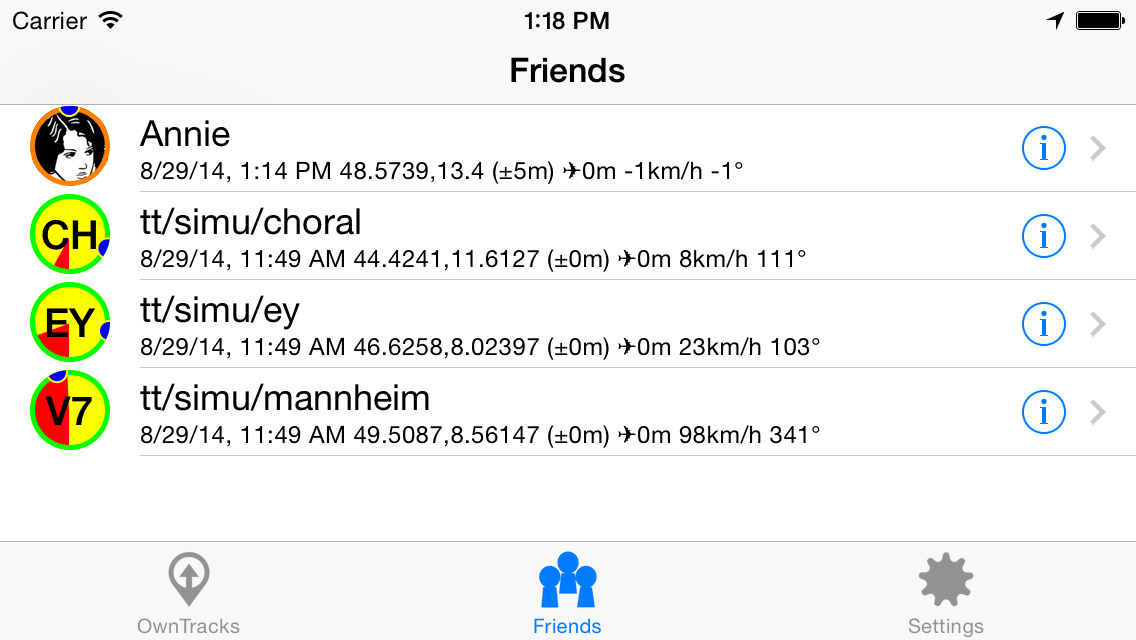 Carrier 1:18 PM
Friends
Annie
8/29/14, 1:14 PM 48.5739,13.4 (±5m) ✈0m -1km/h -1°
CH tt/simu/choral
8/29/14, 11:49 AM 44.4241,11.6127 (±0m) ✈0m 8km/h 111°
EY tt/simu/ey
8/29/14, 11:49 AM 46.6258,8.02397 (±0m) ✈0m 23km/h 103°
V7 tt/simu/mannheim
8/29/14, 11:49 AM 49.5087,8.56147 (±0m) ✈0m 98km/h 341°
OwnTracks Friends Settings